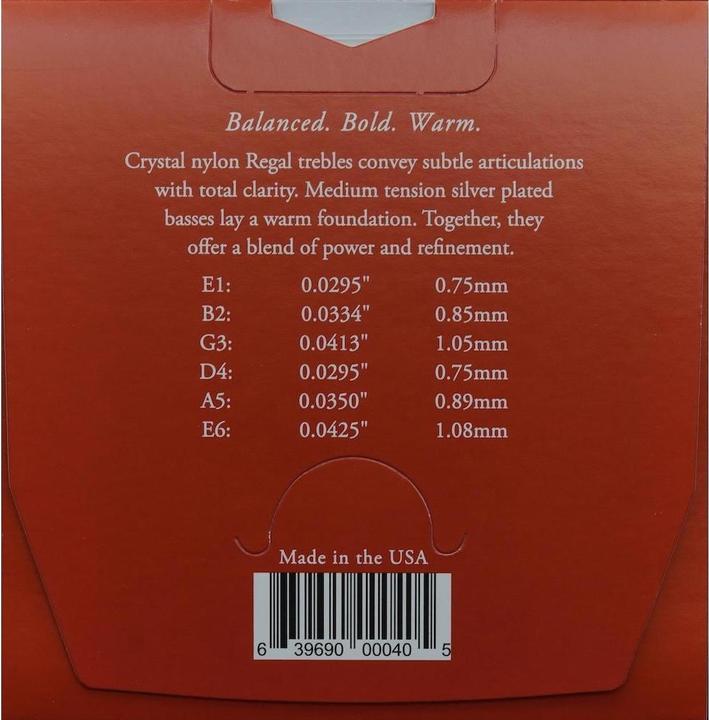 Balanced. Bold. Warm.
Crystal nylon Regal trebles convey subtle articulations
with total clarity. Medium tension silver plated
basses lay a warm foundation. Together, they
offer a blend of power and refinement.
E1: 0.0295" 0.75mm
B2: 0.0334" 0.85mm
G3: 0.0413" 1.05mm
D4: 0.0295" 0.75mm
A5: 0.0350" 0.89mm
E6: 0.0425" 1.08mm
Made in the USA
6 39690 00040 5